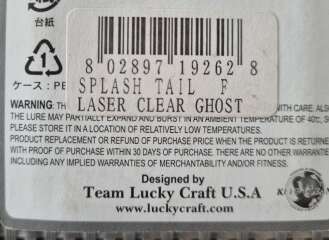 台紙
ケース：PE
8 02897 19262 8
SPLASH TAIL F
LASER CLEAR GHOST
WARNING: TH
WITH CARE. ALSO
THE LURE MAY PARTIALLY EXPAND AND BURST IN AN AMBIENT TEMPERATURE OF 40℃, SO
PLEASE STORE IT IN A LOCATION OF RELATIVELY LOW TEMPERATURES.
PRODUCT REPLACEMENT OR REFUND OF PURCHASE PRICE WHEN THE PRODUCT IS RETURNED
WITH PROOF OF PURCHASE WITHIN 30 DAYS OF PURCHASE. THERE ARE NO OTHER WARRANTIES
INCLUDING ANY IMPLIED WARRANTIES OF MERCHANTABILITY AND/OR FITNESS.
Designed by
Team Lucky Craft U.S.A
www.luckycraft.com